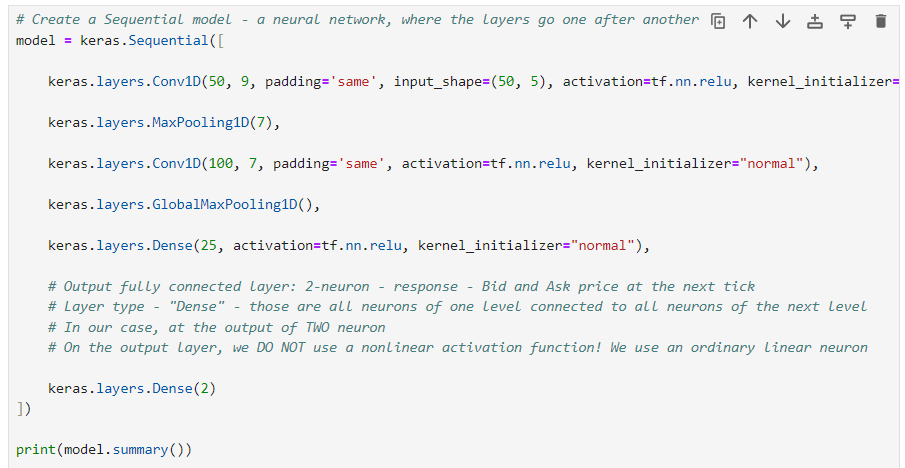 # Create a Sequential model - a neural network, where the layers go one after another
model = keras.Sequential([
keras.layers.Conv1D(50, 9, padding='same', input_shape=(50, 5), activation=tf.nn.relu, kernel_initializer=
keras.layers.MaxPooling1D(7),
keras.layers.Conv1D(100, 7, padding='same', activation=tf.nn.relu, kernel_initializer="normal"),
keras.layers.GlobalMaxPooling1D(),
keras.layers.Dense(25, activation=tf.nn.relu, kernel_initializer="normal"),
# Output fully connected layer: 2-neuron - response - Bid and Ask price at the next tick
# Layer type - "Dense" - those are all neurons of one level connected to all neurons of the next level
# In our case, at the output of TWO neuron
# On the output layer, we DO NOT use a nonlinear activation function! We use an ordinary linear neuron
keras.layers.Dense(2)
])
print(model.summary())